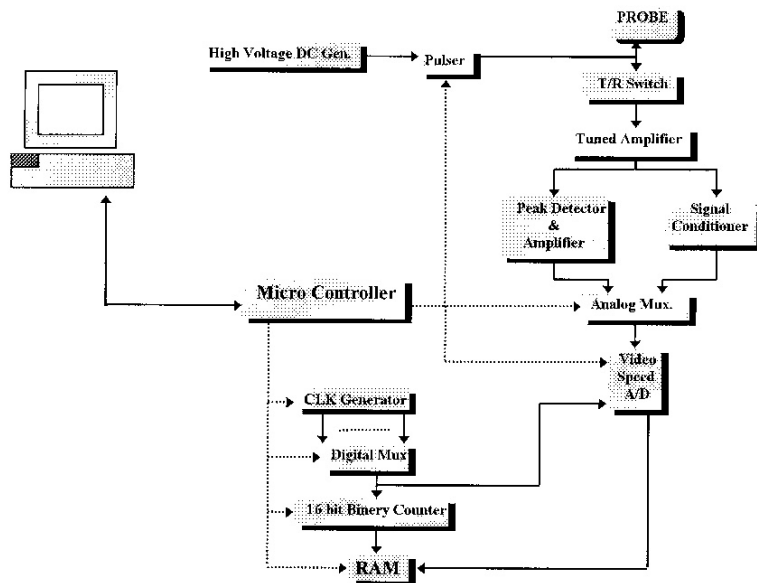 PROBE
High Voltage DC Gen.
Pulser
T/R Switch
Tuned Amplifier
Peak Detector
&
Amplifier
Signal
Conditioner
Micro Controller
Analog Mux.
Video
Speed
A/D
CLK Generator
Digital Mux
16 bit Binery Counter
RAM